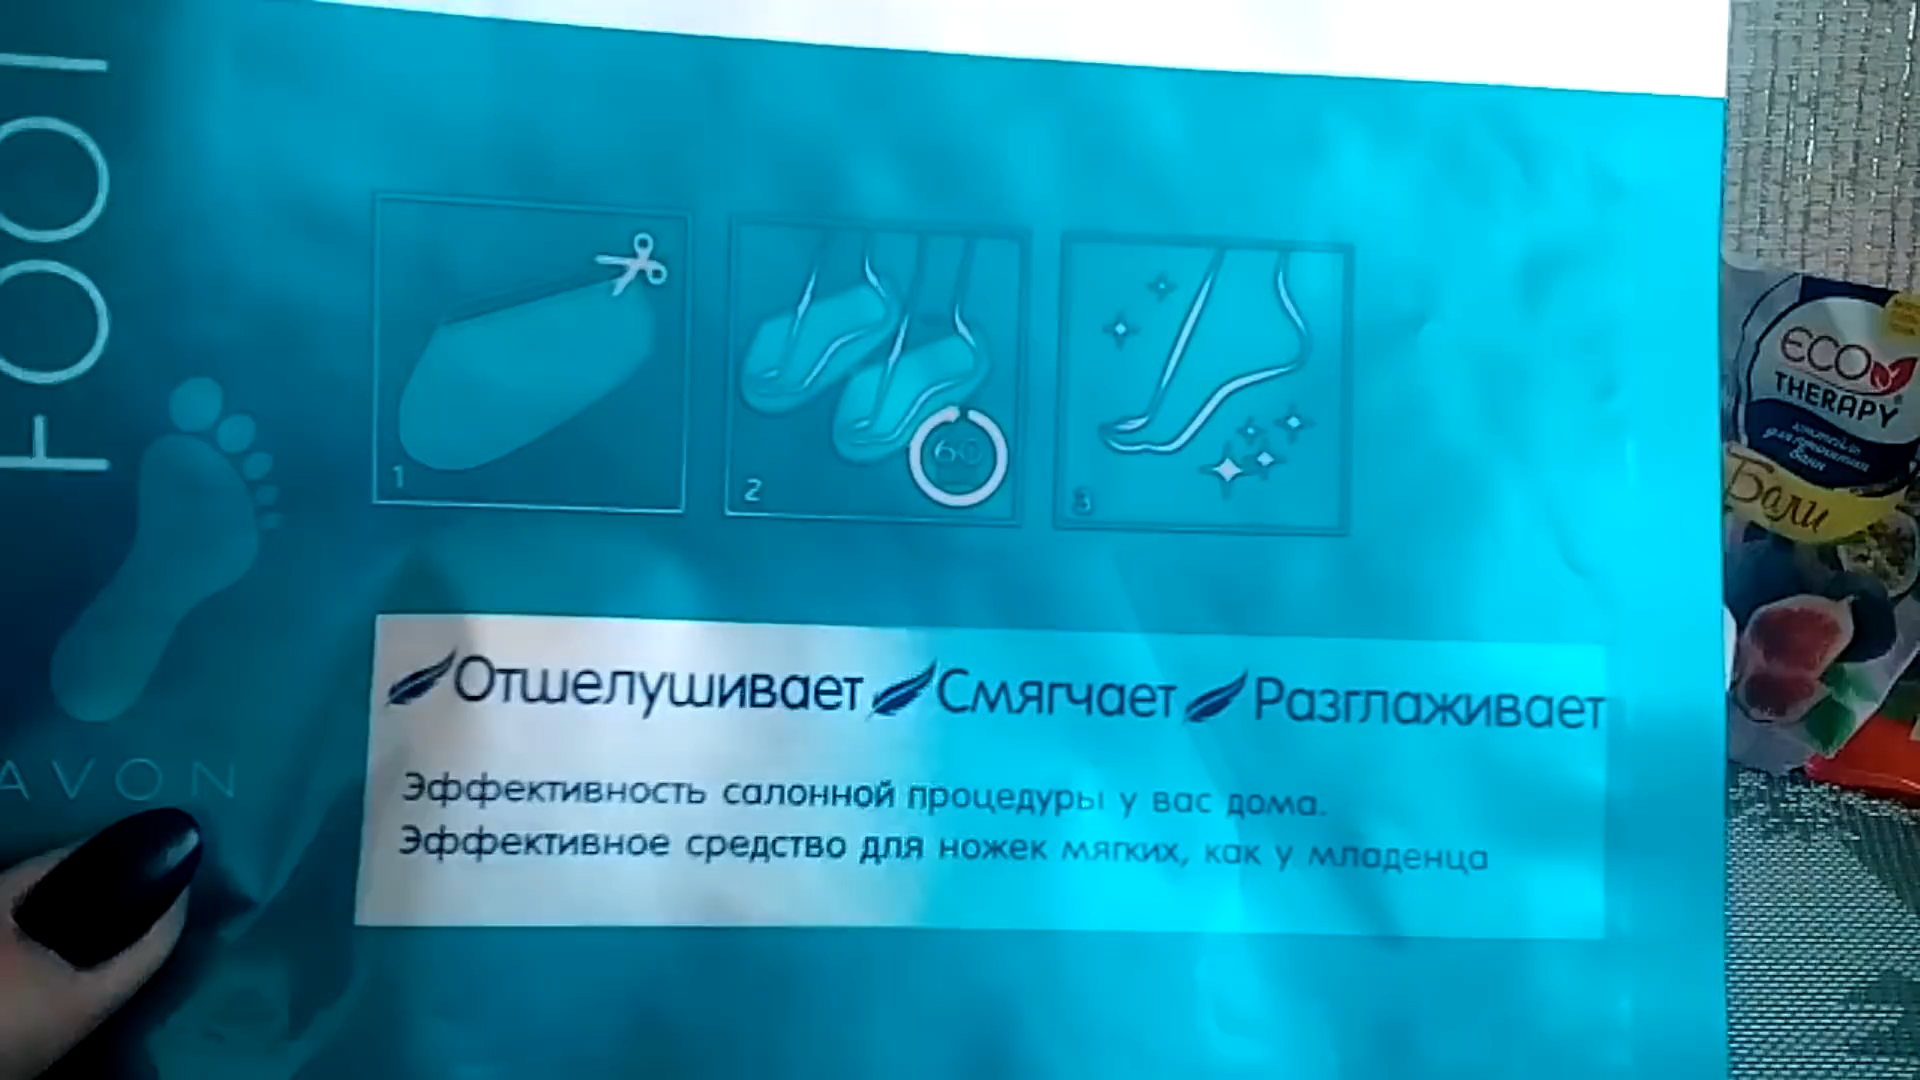 FOOT
AVON
1
2
60
3
Отшелушивает Смягчает Разглаживает
Эффективность салонной процедуры у вас дома.
Эффективное средство для ножек мягких, как у младенца
ECO
THERAPY
Бали